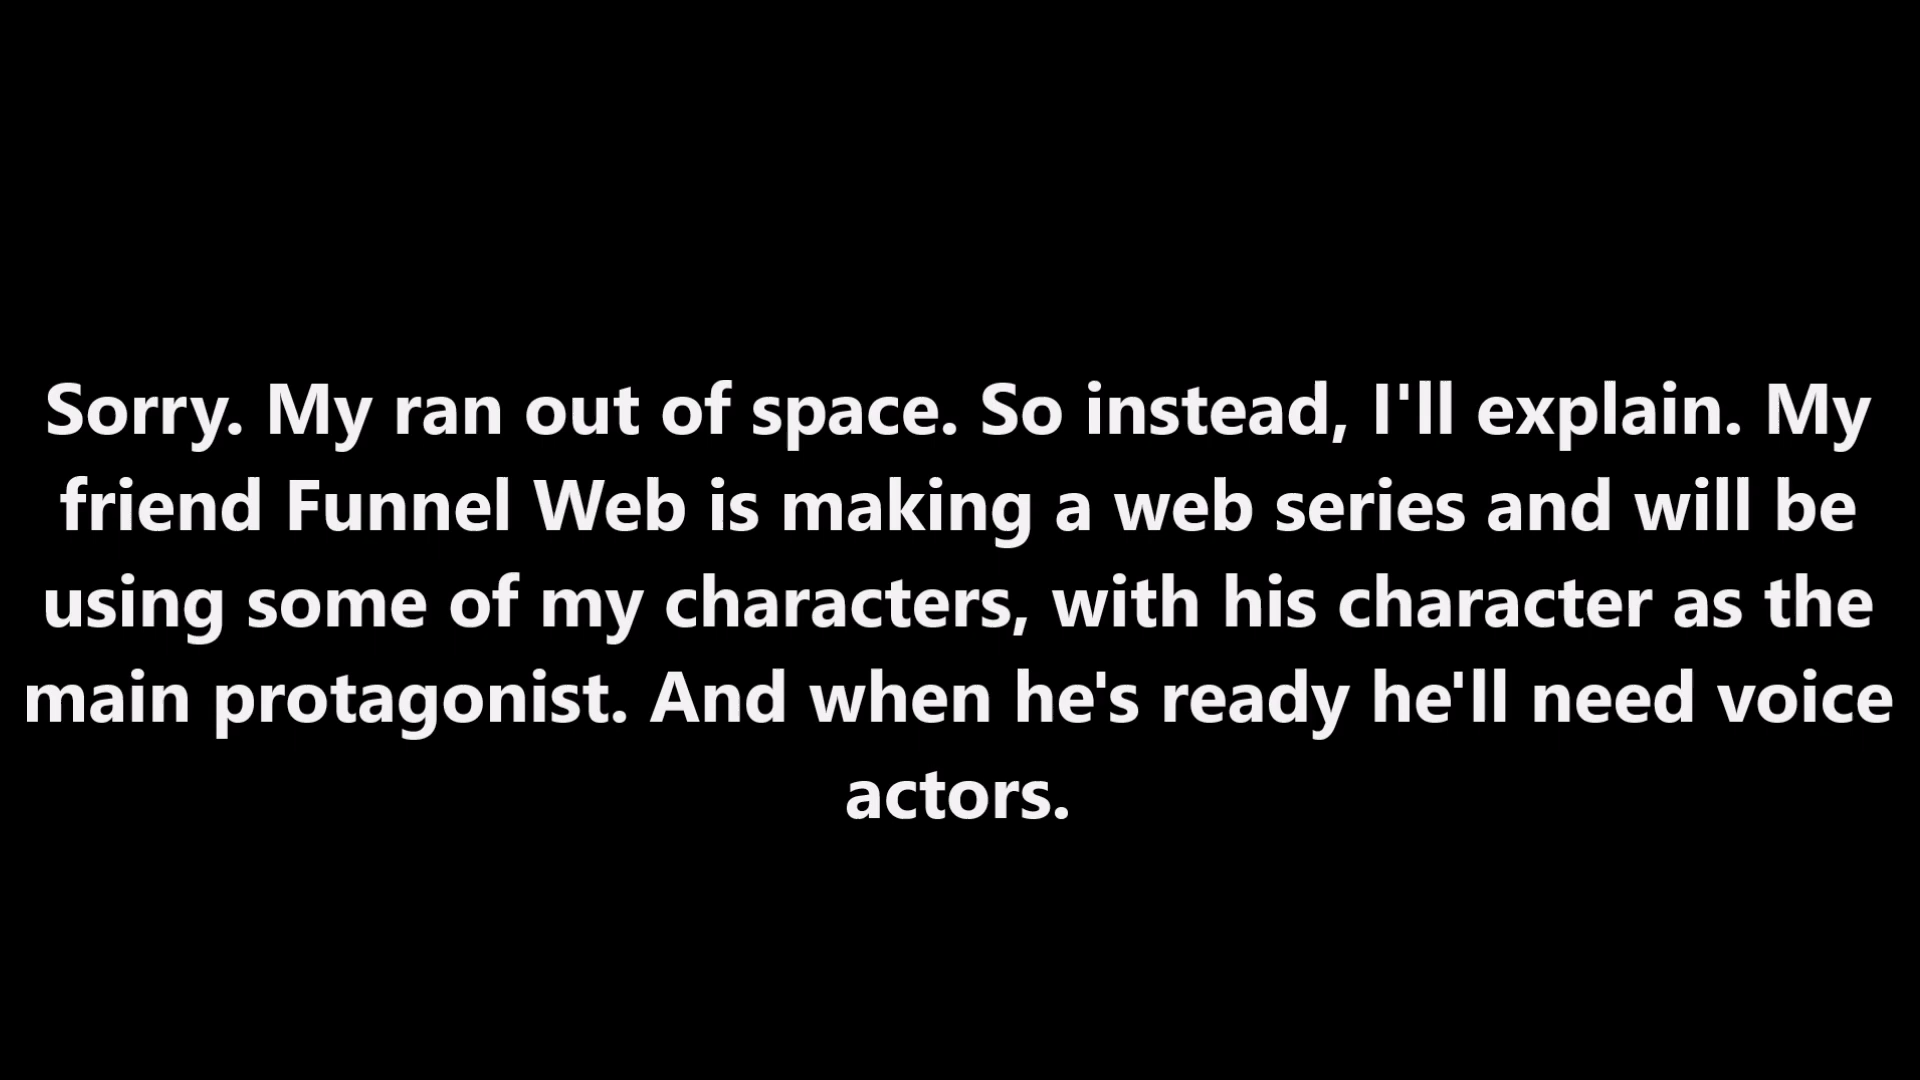 Sorry. My ran out of space. So instead, I'll explain. My
friend Funnel Web is making a web series and will be
using some of my characters, with his character as the
main protagonist. And when he's ready he'll need voice
actors.